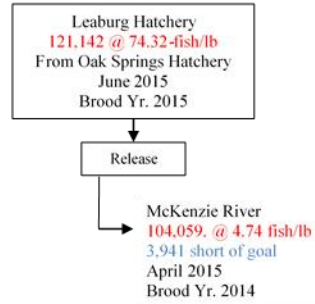 Leaburg Hatchery
121,142 @ 74.32-fish/lb
From Oak Springs Hatchery
June 2015
Brood Yr. 2015
Release
McKenzie River
104,059. @ 4.74 fish/lb
3,941 short of goal
April 2015
Brood Yr. 2014